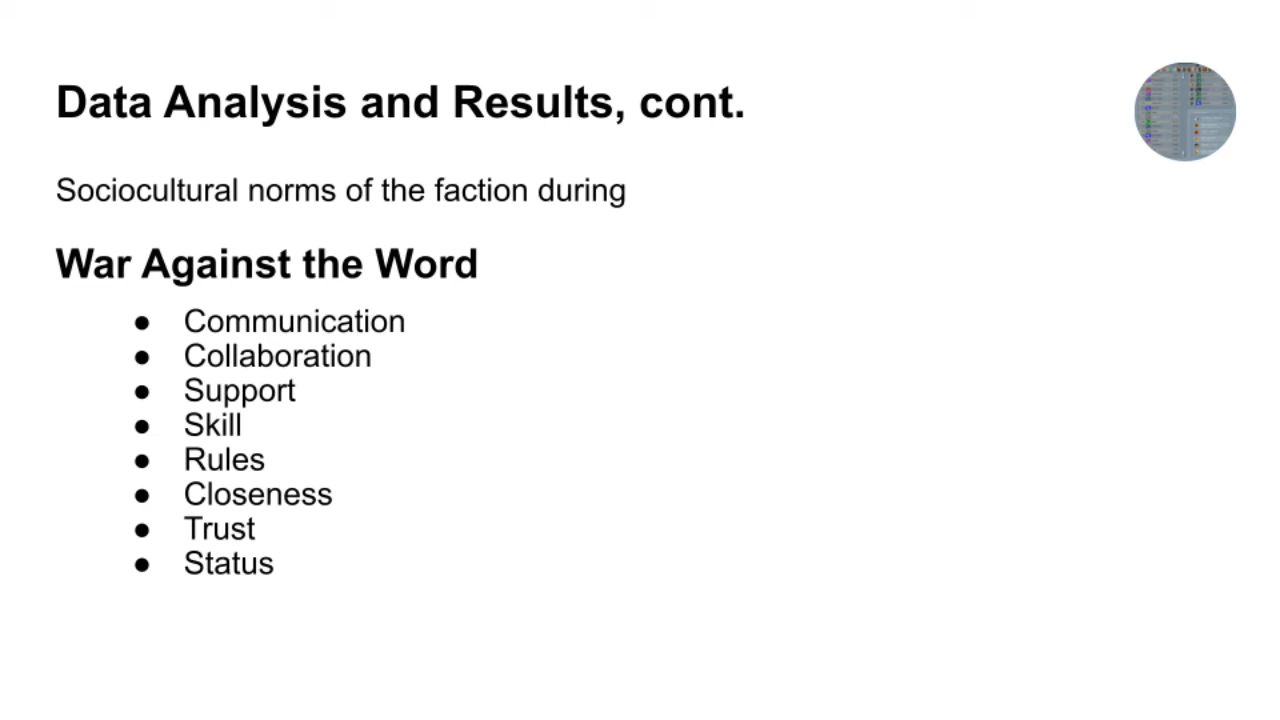 Data Analysis and Results, cont.
Sociocultural norms of the faction during
War Against the Word
● Communication
● Collaboration
● Support
● Skill
● Rules
● Closeness
● Trust
● Status